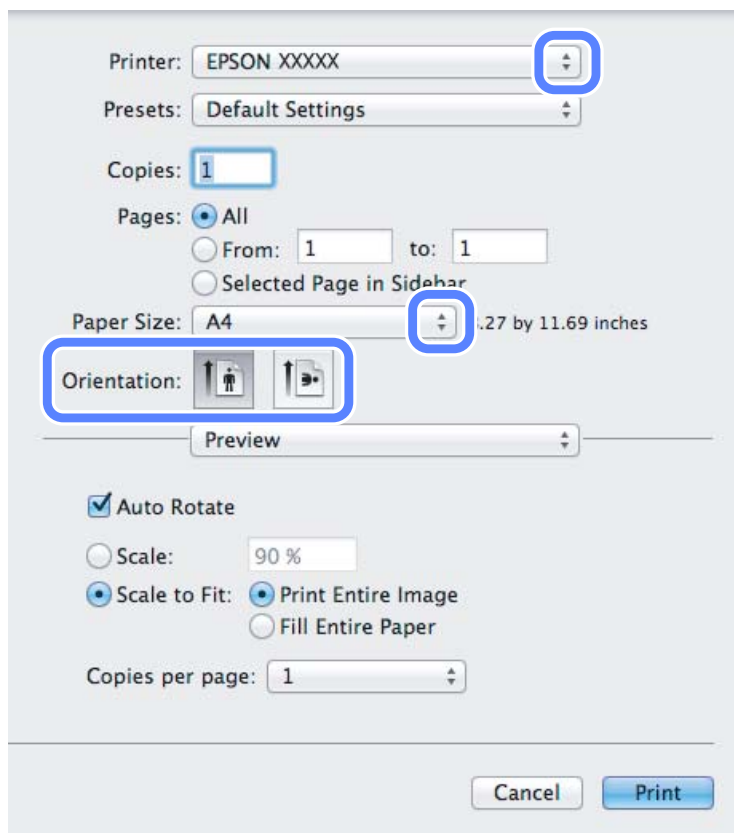 Printer: EPSON XXXXX
Presets: Default Settings
Copies: 1
Pages: All
From: 1 to: 1
Selected Page in Sidebar
Paper Size: A4 .27 by 11.69 inches
Orientation:
Preview
Auto Rotate
Scale: 90 %
Scale to Fit: Print Entire Image
Fill Entire Paper
Copies per page: 1
Cancel Print